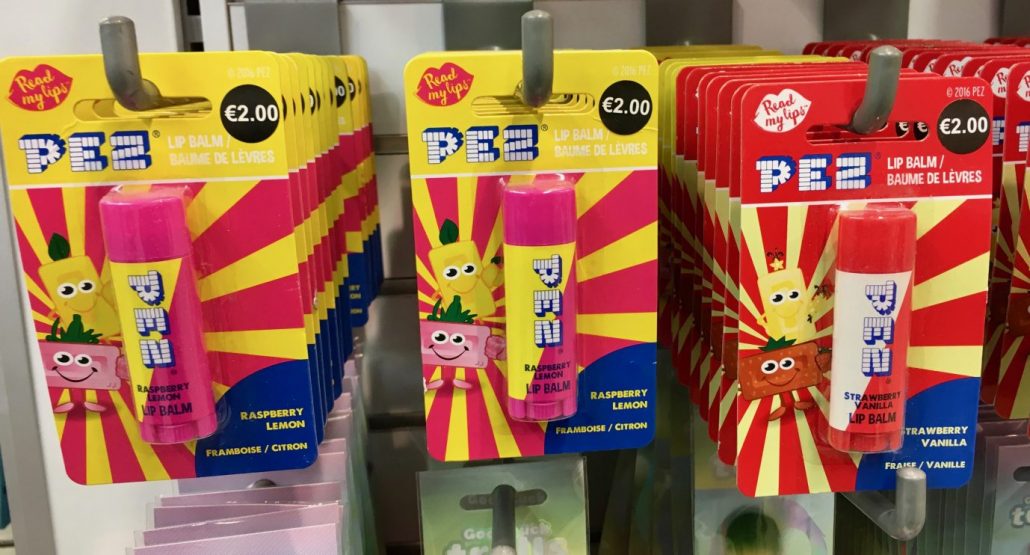 Read
my lips™
© 2016 PEZ
€2.00
PEZ®
LIP BALM /
BAUME DE LÈVRES
PEZ
RASPBERRY
LEMON
LIP BALM
RASPBERRY
LEMON
FRAMBOISE / CITRON
Read
my lips™
© 2016 PEZ
€2.00
PEZ®
LIP BALM /
BAUME DE LÈVRES
PEZ
RASPBERRY
LEMON
LIP BALM
RASPBERRY
LEMON
FRAMBOISE / CITRON
Read
my lips™
© 2016 PEZ
€2.00
PEZ®
LIP BALM /
BAUME DE LÈVRES
PEZ
STRAWBERRY
VANILLA
LIP BALM
STRAWBERRY
VANILLA
FRAISE / VANILLE